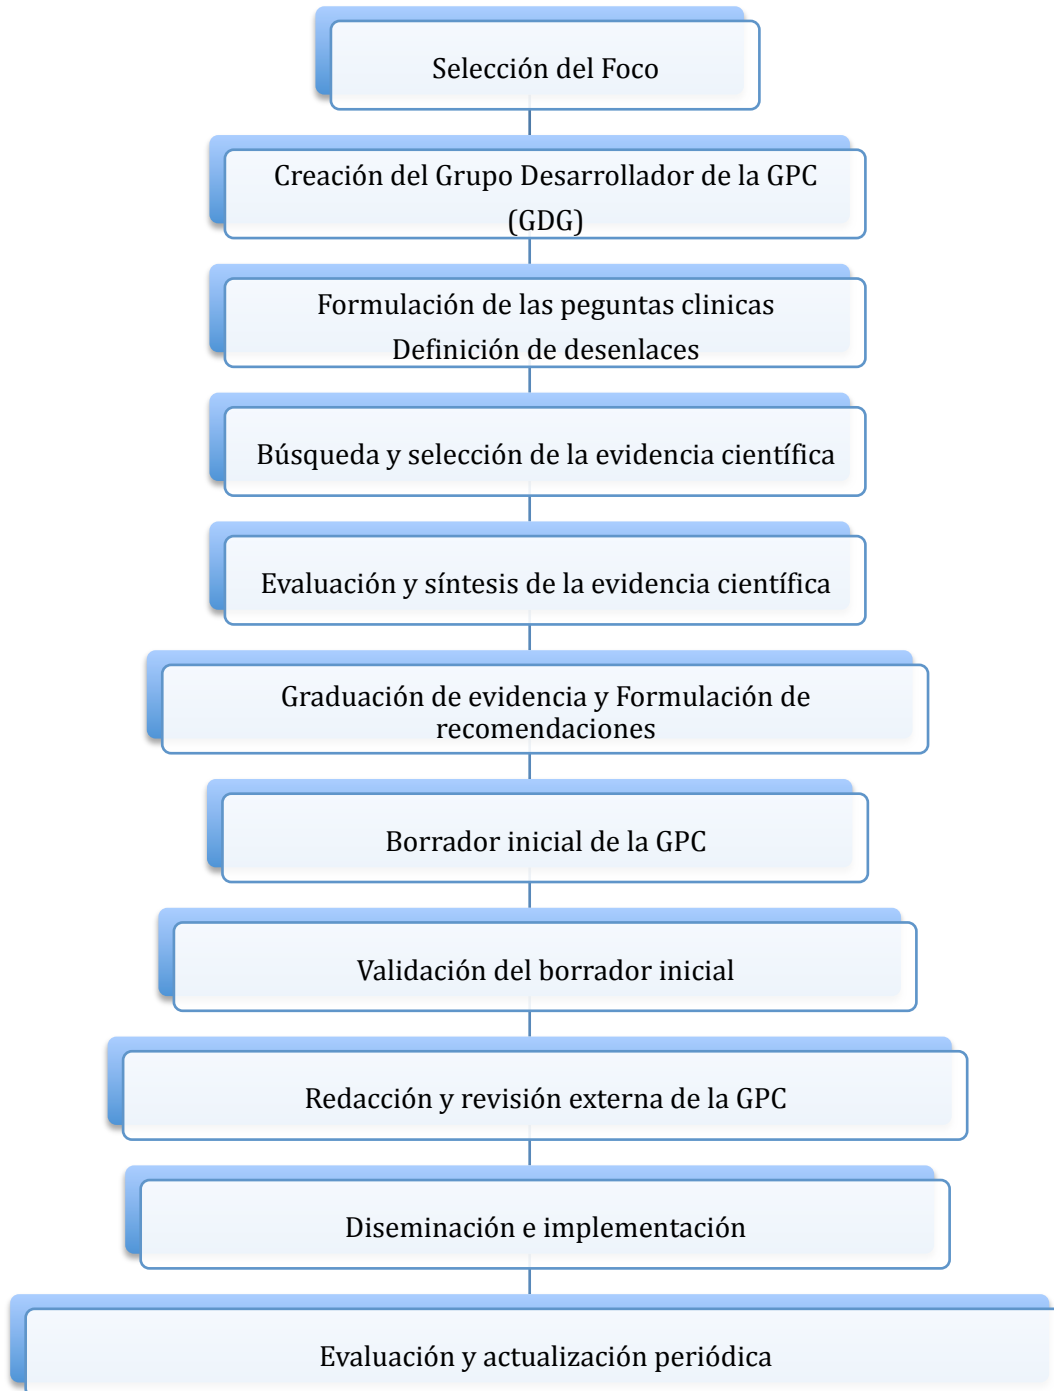 Selección del Foco
Creación del Grupo Desarrollador de la GPC
(GDG)
Formulación de las peguntas clinicas
Definición de desenlaces
Búsqueda y selección de la evidencia científica
Evaluación y síntesis de la evidencia científica
Graduación de evidencia y Formulación de
recomendaciones
Borrador inicial de la GPC
Validación del borrador inicial
Redacción y revisión externa de la GPC
Diseminación e implementación
Evaluación y actualización periódica